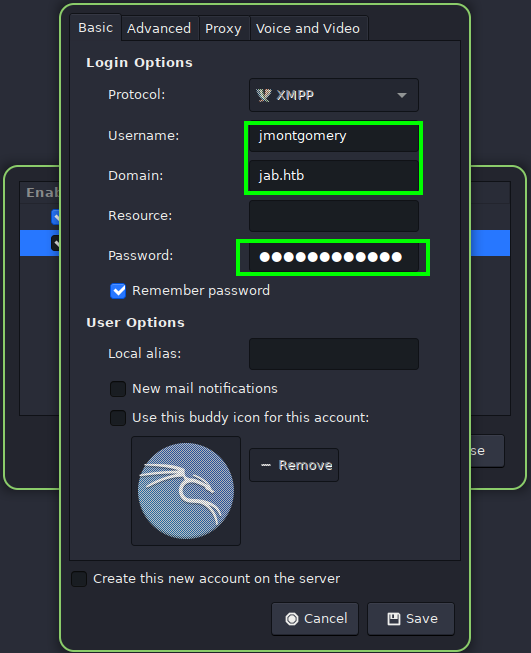 Basic Advanced Proxy Voice and Video
Login Options
Protocol: XMPP
Username: jmontgomery
Domain: jab.htb
Resource:
Password: ●●●●●●●●●●●●
Remember password
User Options
Local alias:
New mail notifications
Use this buddy icon for this account:
Remove
Create this new account on the server
Cancel Save
Enab
se